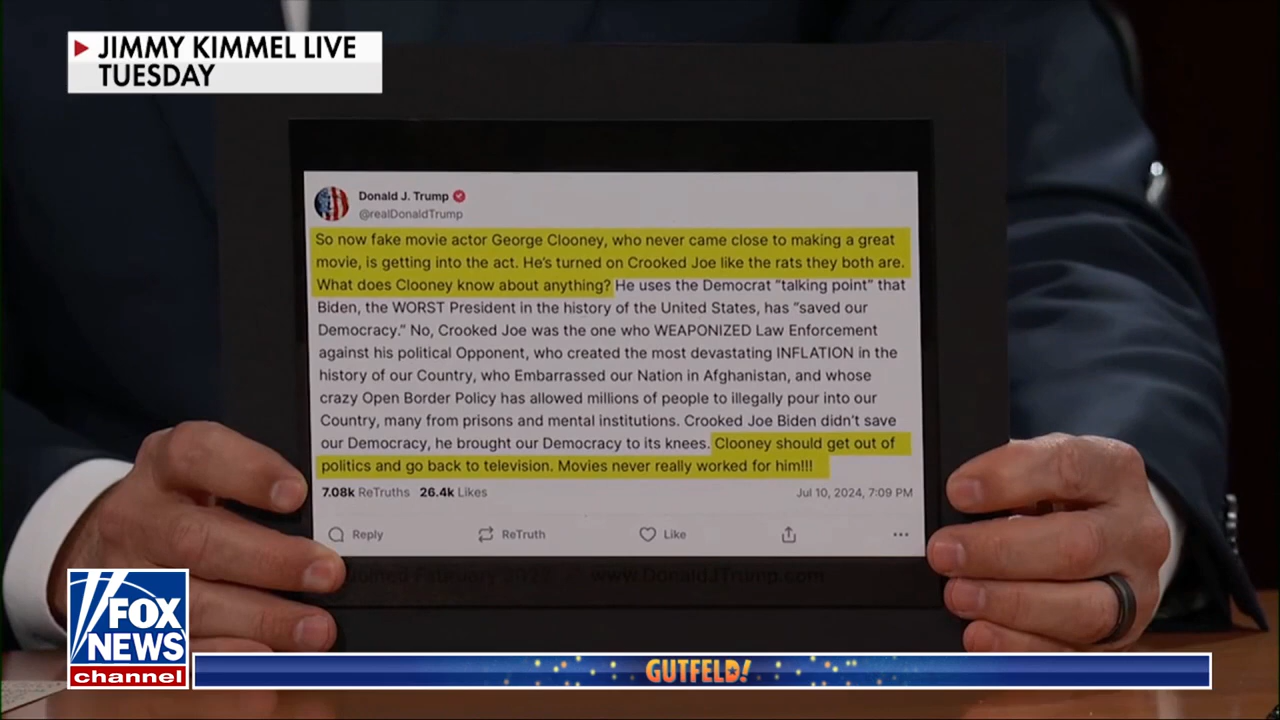 JIMMY KIMMEL LIVE
TUESDAY
Donald J. Trump
@realDonaldTrump
So now fake movie actor George Clooney, who never came close to making a great
movie, is getting into the act. He's turned on Crooked Joe like the rats they both are.
What does Clooney know about anything? He uses the Democrat "talking point" that
Biden, the WORST President in the history of the United States, has "saved our
Democracy." No, Crooked Joe was the one who WEAPONIZED Law Enforcement
against his political Opponent, who created the most devastating INFLATION in the
history of our Country, who Embarrassed our Nation in Afghanistan, and whose
crazy Open Border Policy has allowed millions of people to illegally pour into our
Country, many from prisons and mental institutions. Crooked Joe Biden didn't save
our Democracy, he brought our Democracy to its knees. Clooney should get out of
politics and go back to television. Movies never really worked for him!!!
7.08k ReTruths 26.4k Likes Jul 10, 2024, 7:09 PM
Reply ReTruth Like
www.DonaldJTrump.com
FOX
NEWS
channel
GUTFELD!